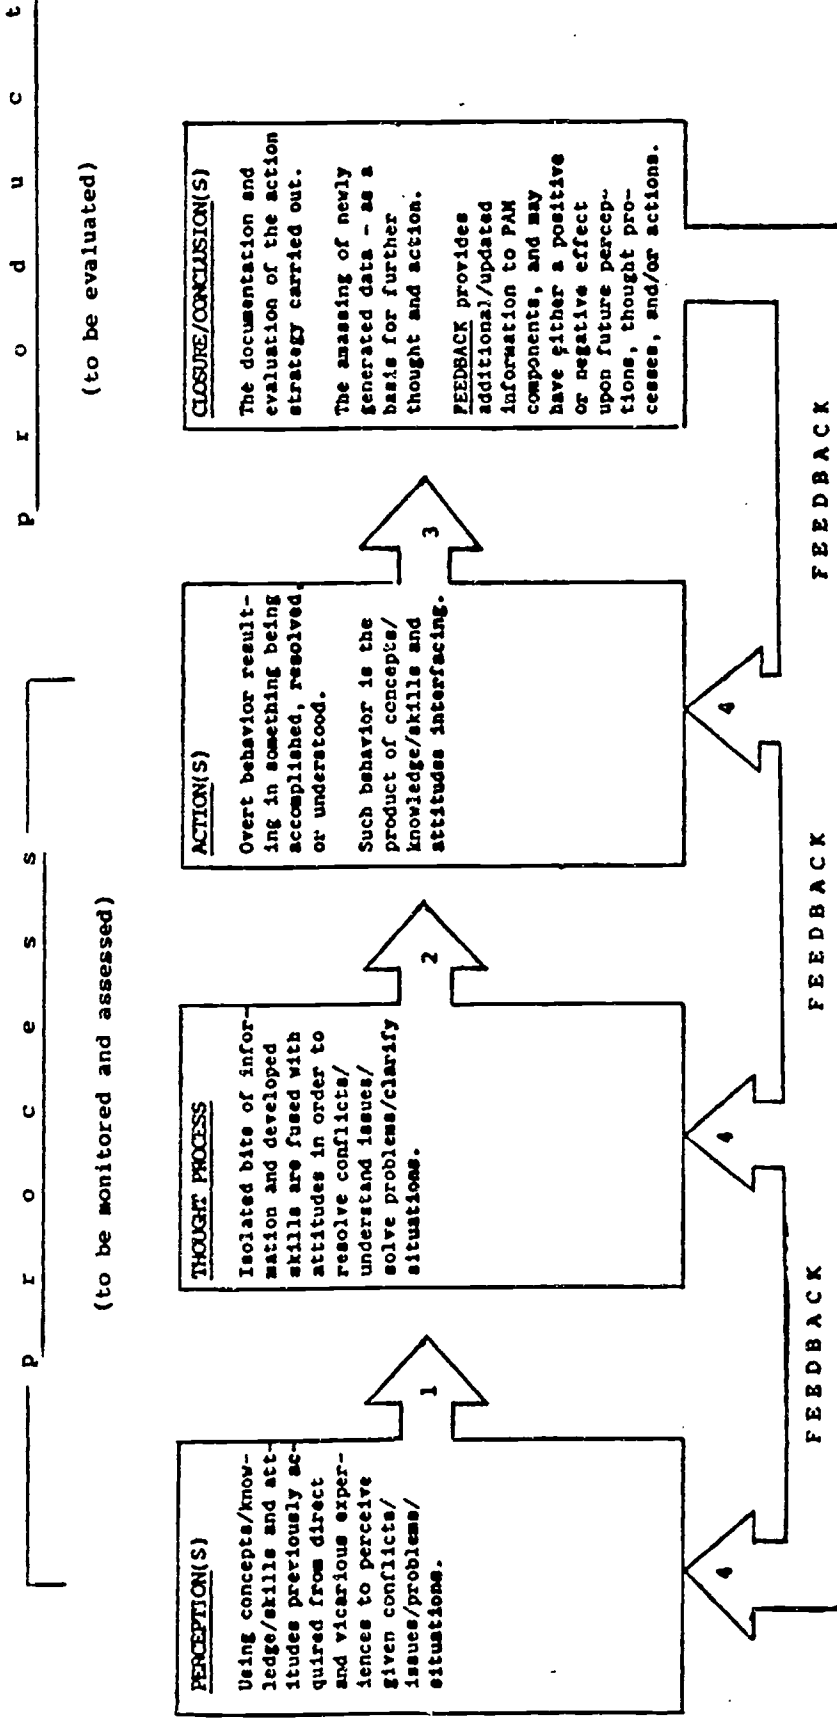 P r o c e s s
(to be monitored and assessed)
P r o d u c t
(to be evaluated)
PERCEPTION(S)
Using concepts/know-
ledge/skills and att-
itudes previously ac-
quired from direct
and vicarious exper-
iences to perceive
given conflicts/
issues/problems/
situations.
1
THOUGHT PROCESS
Isolated bits of infor-
mation and developed
skills are fused with
attitudes in order to
resolve conflicts/
understand issues/
solve problems/clarify
situations.
2
ACTION(S)
Overt behavior result-
ing in something being
accomplished, resolved,
or understood.
Such behavior is the
product of concepts/
knowledge/skills and
attitudes interfacing.
3
CLOSURE/CONCLUSION(S)
The documentation and
evaluation of the action
strategy carried out.
The amassing of newly
generated data - as a
basis for further
thought and action.
FEEDBACK provides
additional/updated
information to PAM
components, and may
have either a positive
or negative effect
upon future percep-
tions, thought pro-
cesses, and/or actions.
4
4
4
FEEDBACK
FEEDBACK
FEEDBACK